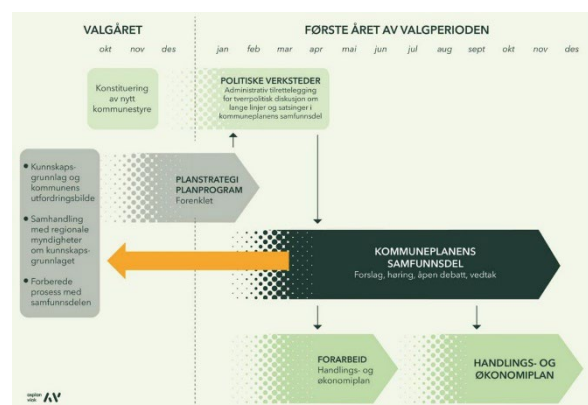 VALGÅRET
FØRSTE ÅRET AV VALGPERIODEN
okt nov des jan feb mar apr mai jun jul aug sept okt nov des
Konstituering
av nytt
kommunestyre
POLITISKE VERKSTEDER
Administrativ tilrettelegging
for tverrpolitisk diskusjon om
lange linjer og satsinger i
kommuneplanens samfunnsdel
• Kunnskaps-
grunnlag og
kommunens
utfordringsbilde
• Samhandling
med regionale
myndigheter
om kunnskaps-
grunnlaget
• Forberede
prosess med
samfunnsdelen
PLANSTRATEGI
PLANPROGRAM
Forenklet
KOMMUNEPLANENS
SAMFUNNSDEL
Forslag, høring, åpen debatt, vedtak
FORARBEID
Handlings- og
økonomiplan
HANDLINGS- OG
ØKONOMIPLAN
asplan
viak